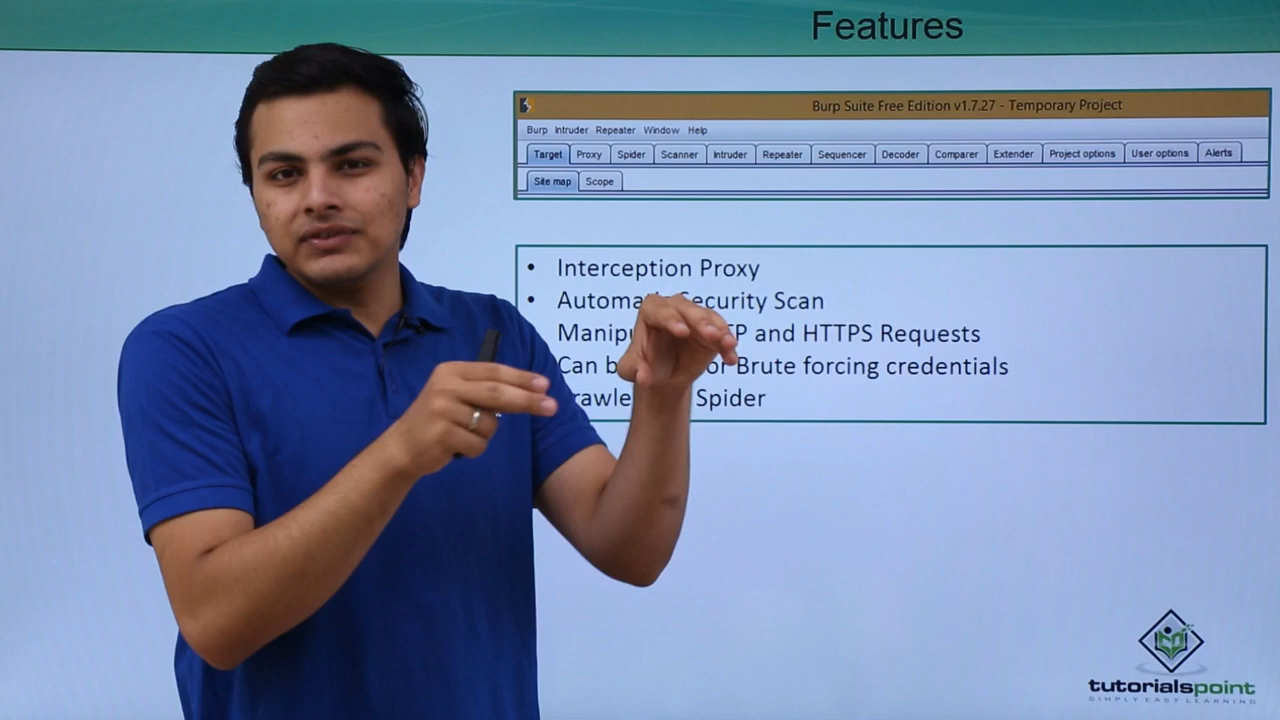 Features
Burp Suite Free Edition v1.7.27 - Temporary Project
Burp Intruder Repeater Window Help
Target Proxy Spider Scanner Intruder Repeater Sequencer Decoder Comparer Extender Project options User options Alerts
Site map Scope
• Interception Proxy
• Security Scan
and HTTPS Requests
Can Brute forcing credentials
Spider
tutorialspoint
SIMPLY EASY LEARNING